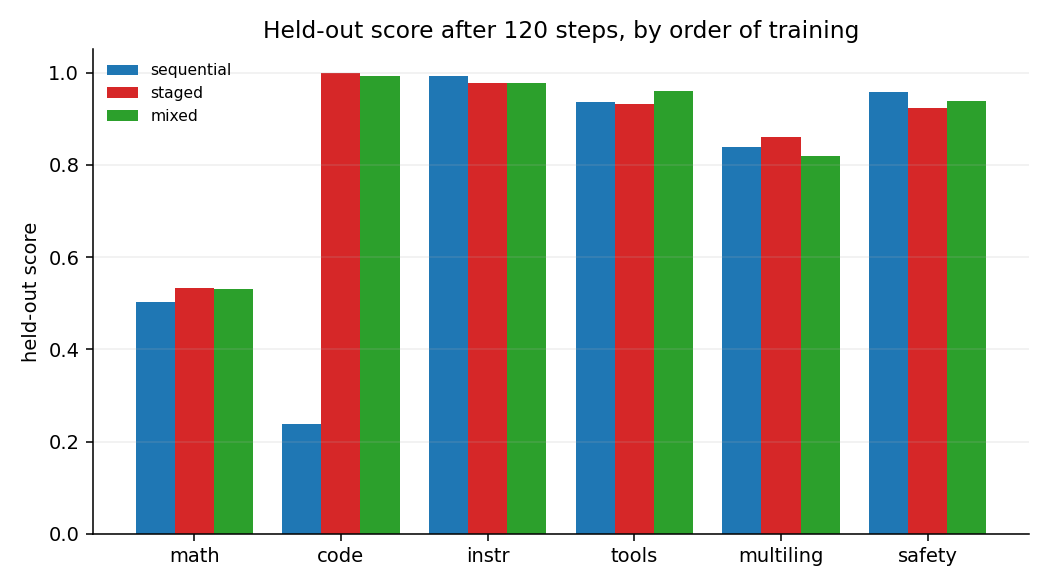 Held-out score after 120 steps, by order of training
sequential
staged
mixed
held-out score
1.0
0.8
0.6
0.4
0.2
0.0
math
code
instr
tools
multiling
safety